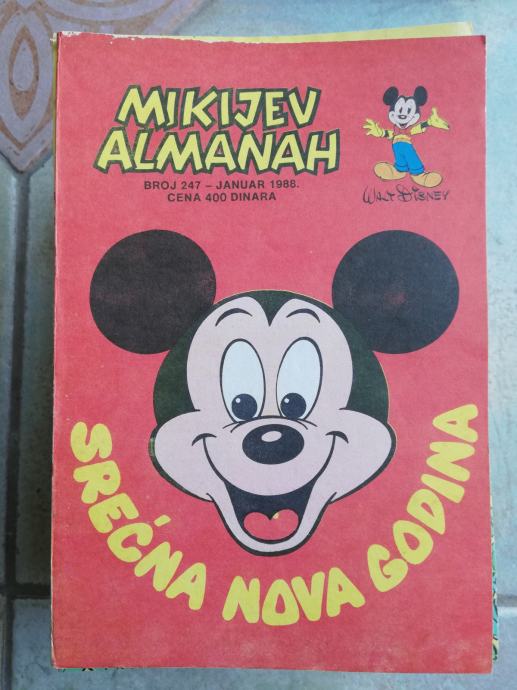 MIKIJEV
ALMANAH
BROJ 247 – JANUAR 1988.
CENA 400 DINARA
WALT DISNEY
SREĆNA NOVA GODINA